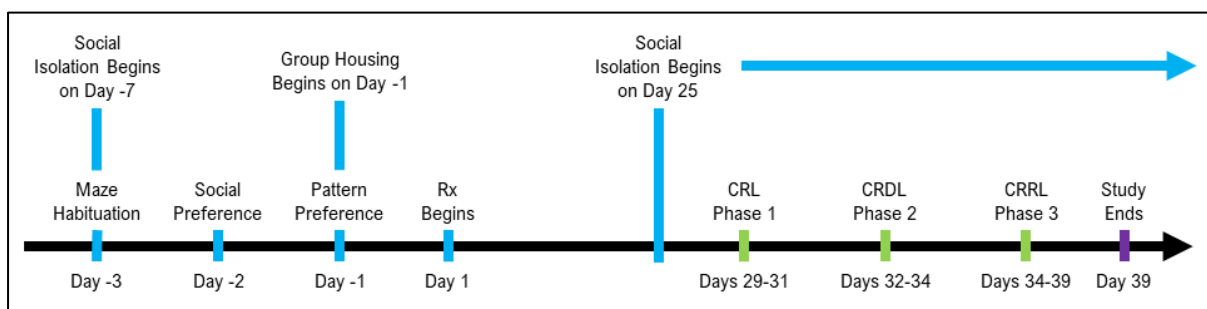 Social
Isolation Begins
on Day -7
Group Housing
Begins on Day -1
Social
Isolation Begins
on Day 25
Maze
Habituation
Social
Preference
Pattern
Preference
Rx
Begins
CRL
Phase 1
CRDL
Phase 2
CRRL
Phase 3
Study
Ends
Day -3
Day -2
Day -1
Day 1
Days 29-31
Days 32-34
Days 34-39
Day 39